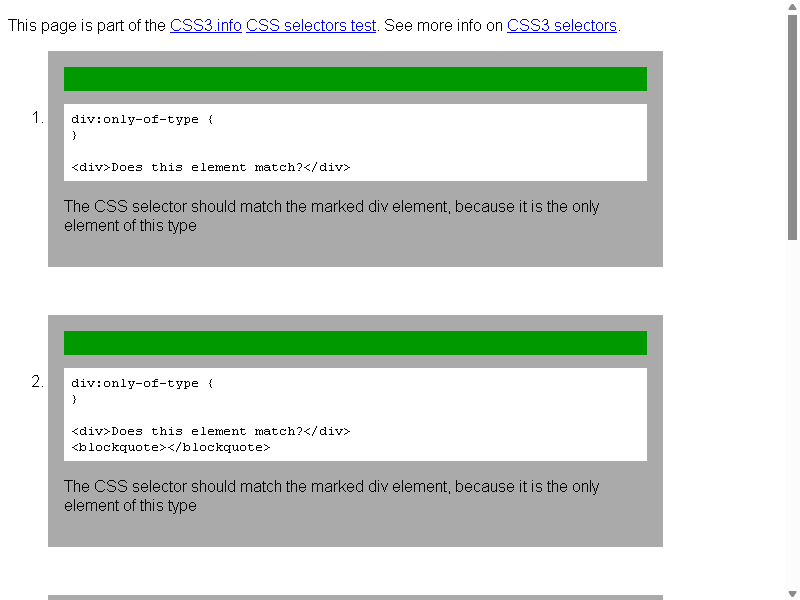 This page is part of the CSS3.info CSS selectors test. See more info on CSS3 selectors.
1.
div:only-of-type {
}
<div>Does this element match?</div>
The CSS selector should match the marked div element, because it is the only
element of this type
2.
div:only-of-type {
}
<div>Does this element match?</div>
<blockquote></blockquote>
The CSS selector should match the marked div element, because it is the only
element of this type